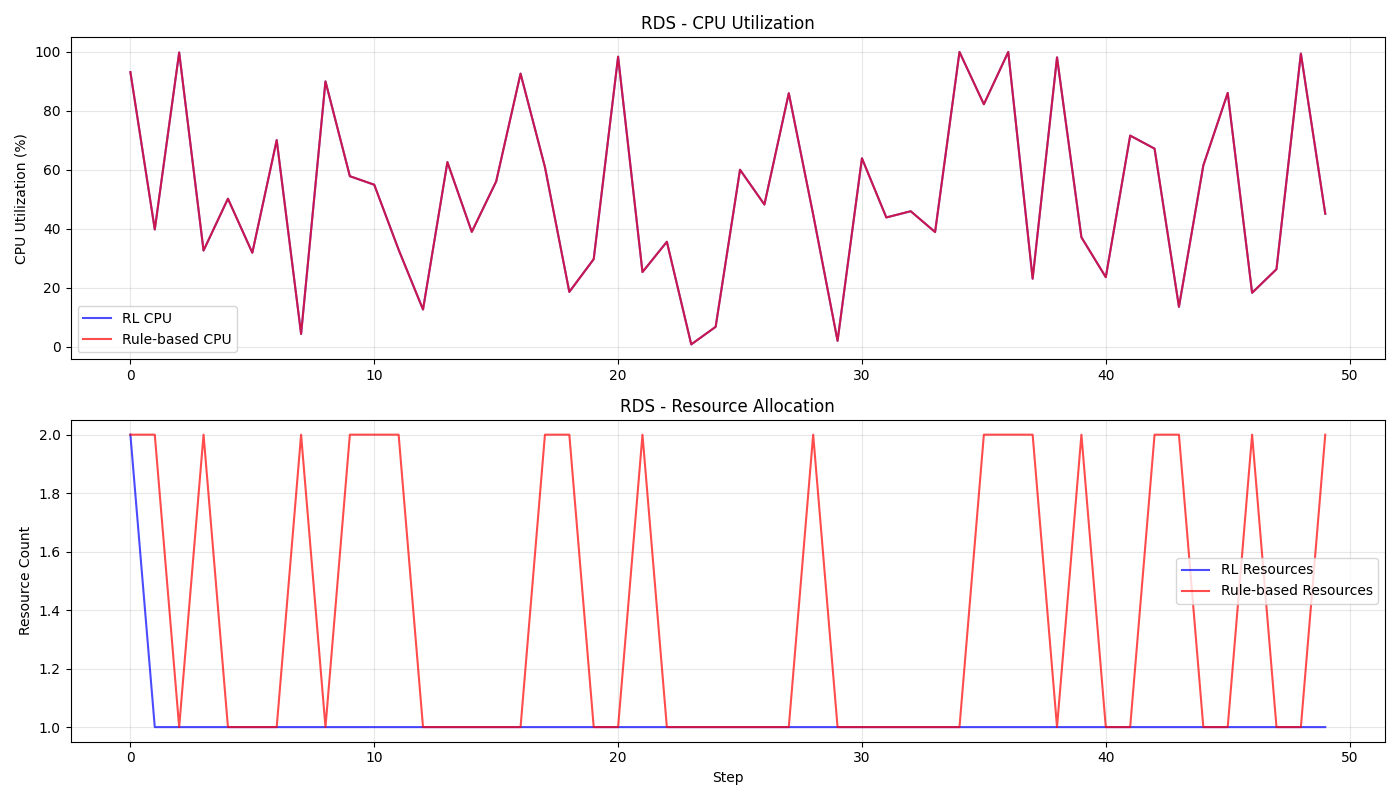 RDS - CPU Utilization
CPU Utilization (%)
100
80
60
40
20
0
RL CPU
Rule-based CPU
0 10 20 30 40 50
RDS - Resource Allocation
Resource Count
2.0
1.8
1.6
1.4
1.2
1.0
RL Resources
Rule-based Resources
0 10 20 30 40 50
Step